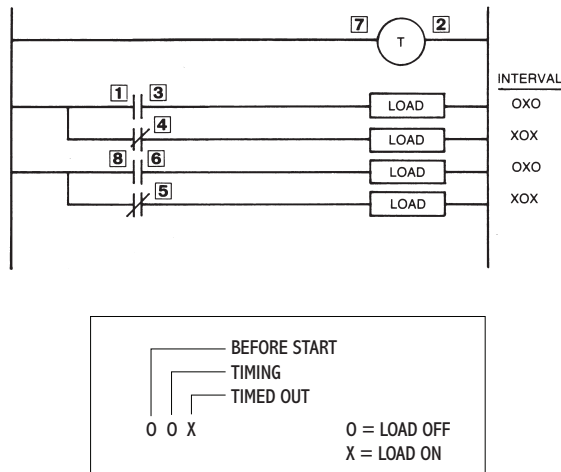 7 2
T
INTERVAL
1 3 LOAD OXO
4 LOAD XOX
8 6 LOAD OXO
5 LOAD XOX
BEFORE START
TIMING
TIMED OUT
O O X O = LOAD OFF
X = LOAD ON